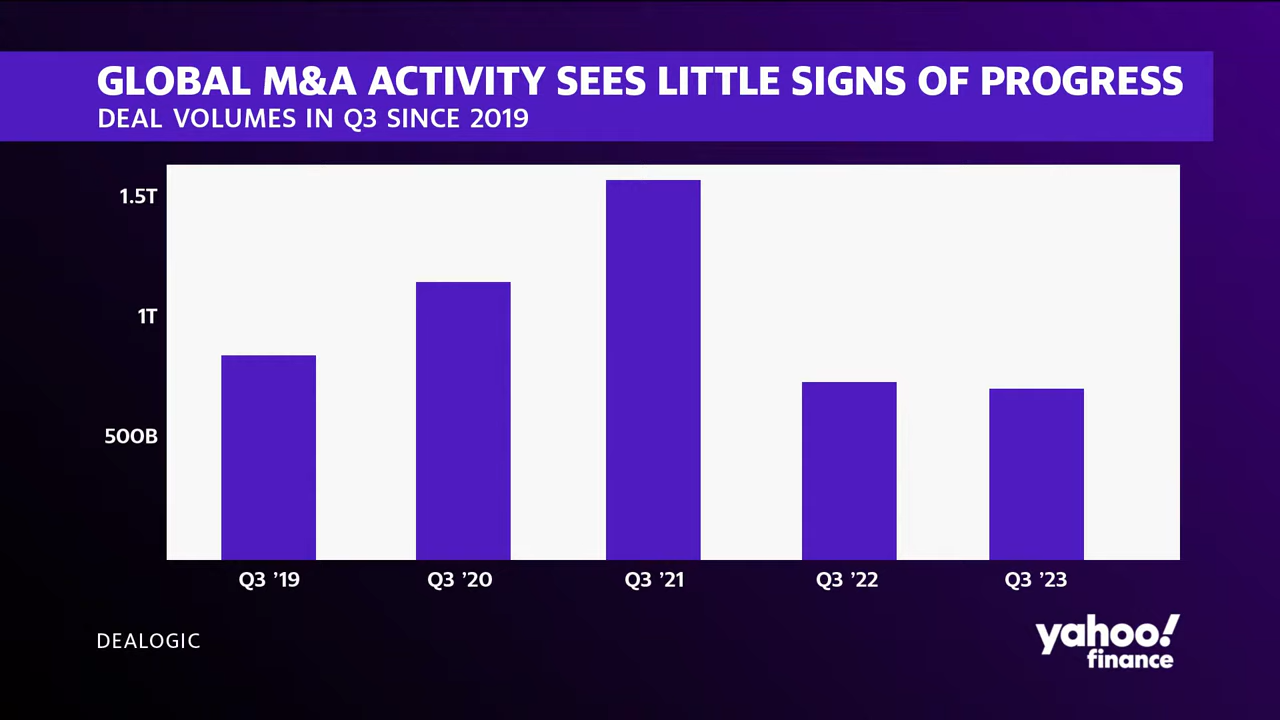 GLOBAL M&A ACTIVITY SEES LITTLE SIGNS OF PROGRESS
DEAL VOLUMES IN Q3 SINCE 2019
1.5T
1T
500B
Q3 ’19 Q3 ’20 Q3 ’21 Q3 ’22 Q3 ’23
DEALOGIC
yahoo!
finance